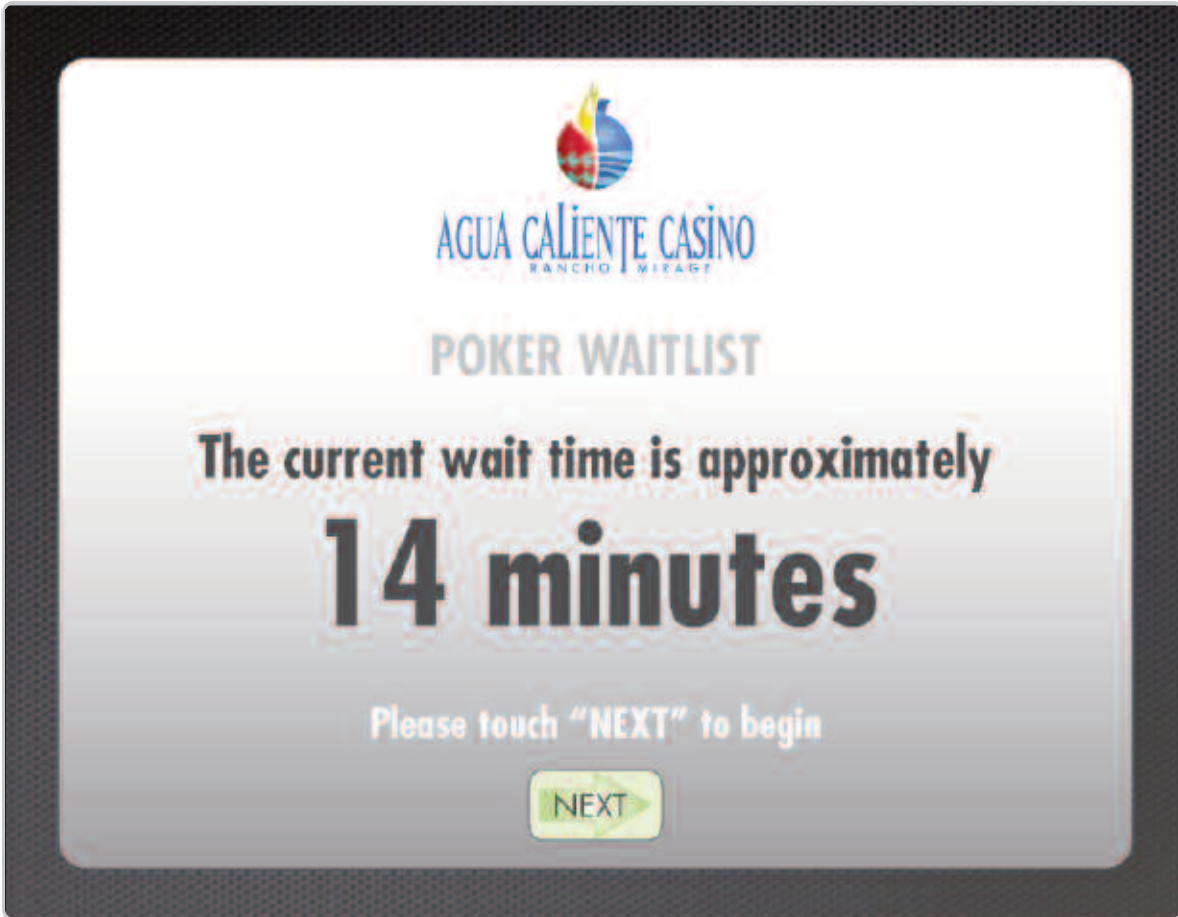 AGUA CALiENTE CASiNO
RANCHO MIRAGE
POKER WAITLIST
The current wait time is approximately
14 minutes
Please touch “NEXT” to begin
NEXT